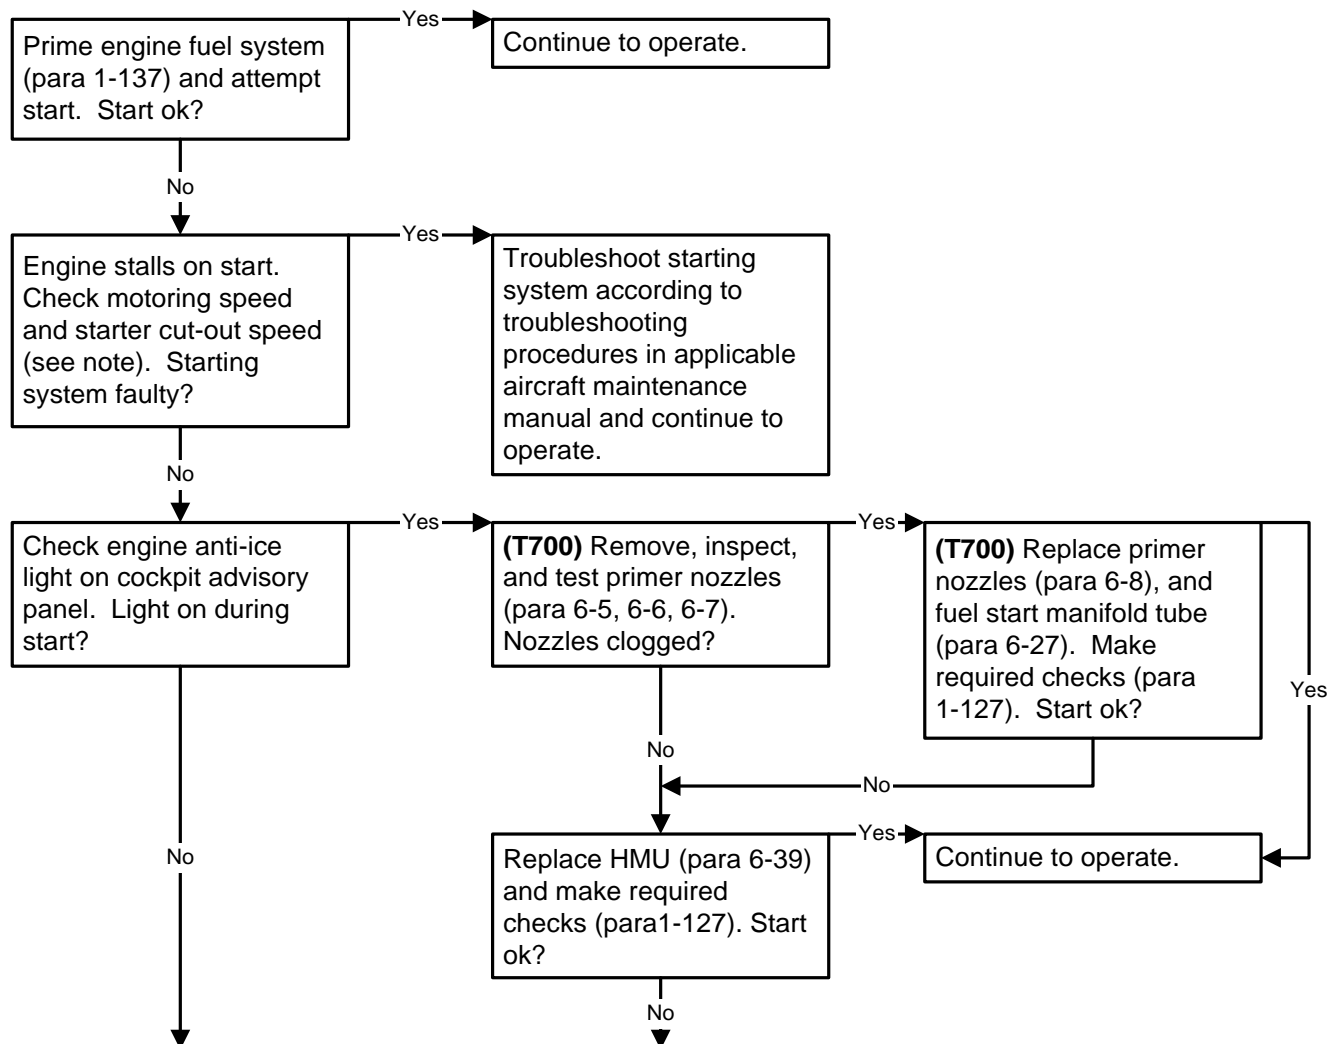 Prime engine fuel system
(para 1-137) and attempt
start.  Start ok?
Yes
Continue to operate.
No
Engine stalls on start.
Check motoring speed
and starter cut-out speed
(see note).  Starting
system faulty?
Yes
Troubleshoot starting
system according to
troubleshooting
procedures in applicable
aircraft maintenance
manual and continue to
operate.
No
Check engine anti-ice
light on cockpit advisory
panel.  Light on during
start?
Yes
(T700) Remove, inspect,
and test primer nozzles
(para 6-5, 6-6, 6-7).
Nozzles clogged?
Yes
(T700) Replace primer
nozzles (para 6-8), and
fuel start manifold tube
(para 6-27).  Make
required checks (para
1-127).  Start ok?
Yes
No
No
No
Replace HMU (para 6-39)
and make required
checks (para1-127). Start
ok?
Yes
Continue to operate.
No